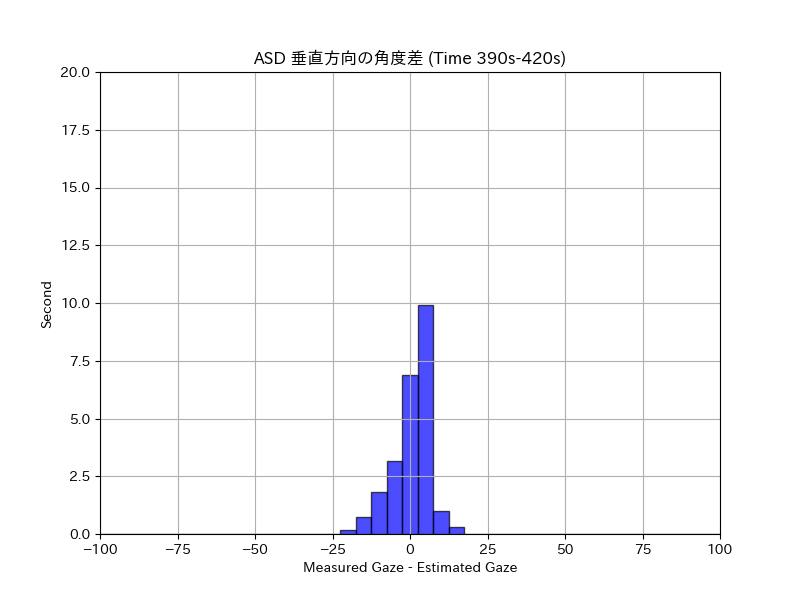 ASD 垂直方向の角度差 (Time 390s-420s)
20.0
17.5
15.0
12.5
10.0
7.5
5.0
2.5
0.0
Second
−100 −75 −50 −25 0 25 50 75 100
Measured Gaze - Estimated Gaze